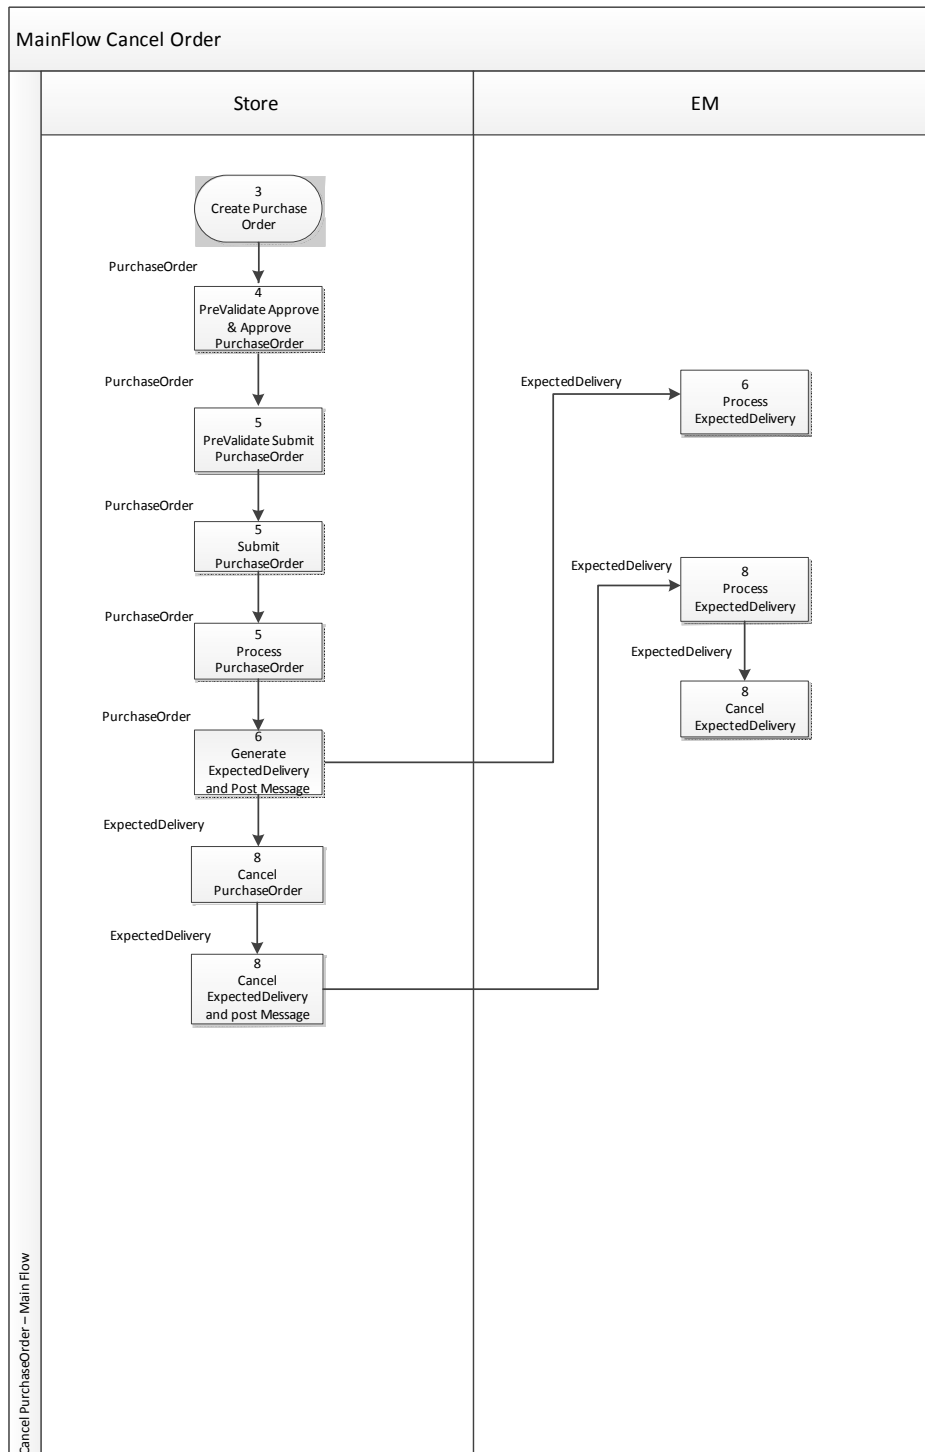 MainFlow Cancel Order
Store
EM
3
Create Purchase
Order
PurchaseOrder
4
PreValidate Approve
& Approve
PurchaseOrder
PurchaseOrder
5
PreValidate Submit
PurchaseOrder
PurchaseOrder
5
Submit
PurchaseOrder
PurchaseOrder
5
Process
PurchaseOrder
PurchaseOrder
6
Generate
ExpectedDelivery
and Post Message
ExpectedDelivery
8
Cancel
PurchaseOrder
ExpectedDelivery
8
Cancel
ExpectedDelivery
and post Message
ExpectedDelivery
6
Process
ExpectedDelivery
ExpectedDelivery
8
Process
ExpectedDelivery
ExpectedDelivery
8
Cancel
ExpectedDelivery
Cancel PurchaseOrder – Main Flow